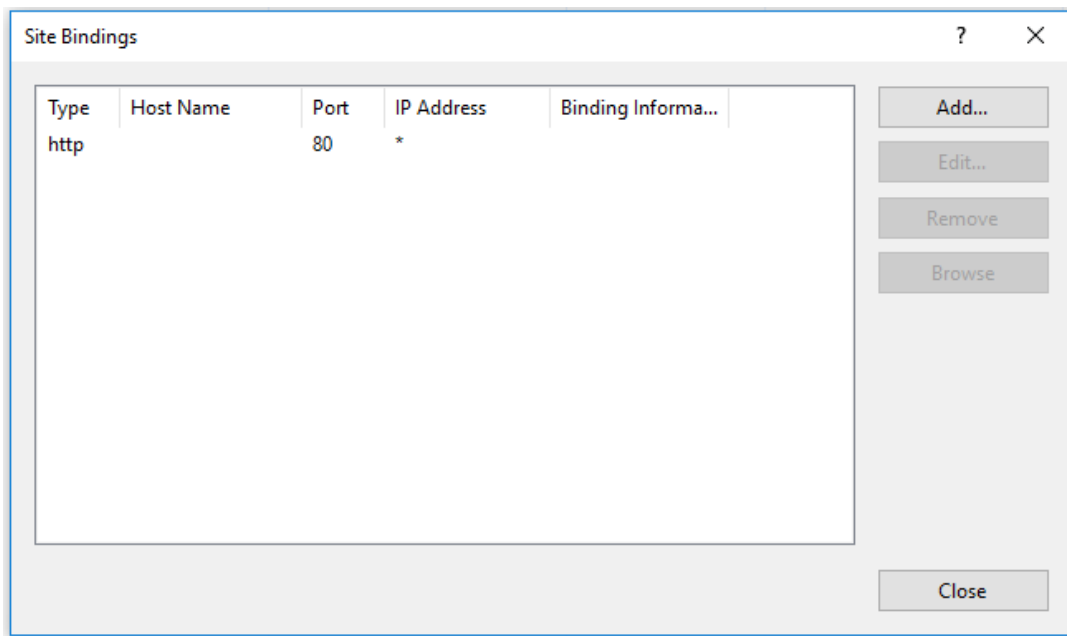 Site Bindings ?
Type Host Name Port IP Address Binding Informa...
http 80 *
Add...
Edit...
Remove
Browse
Close